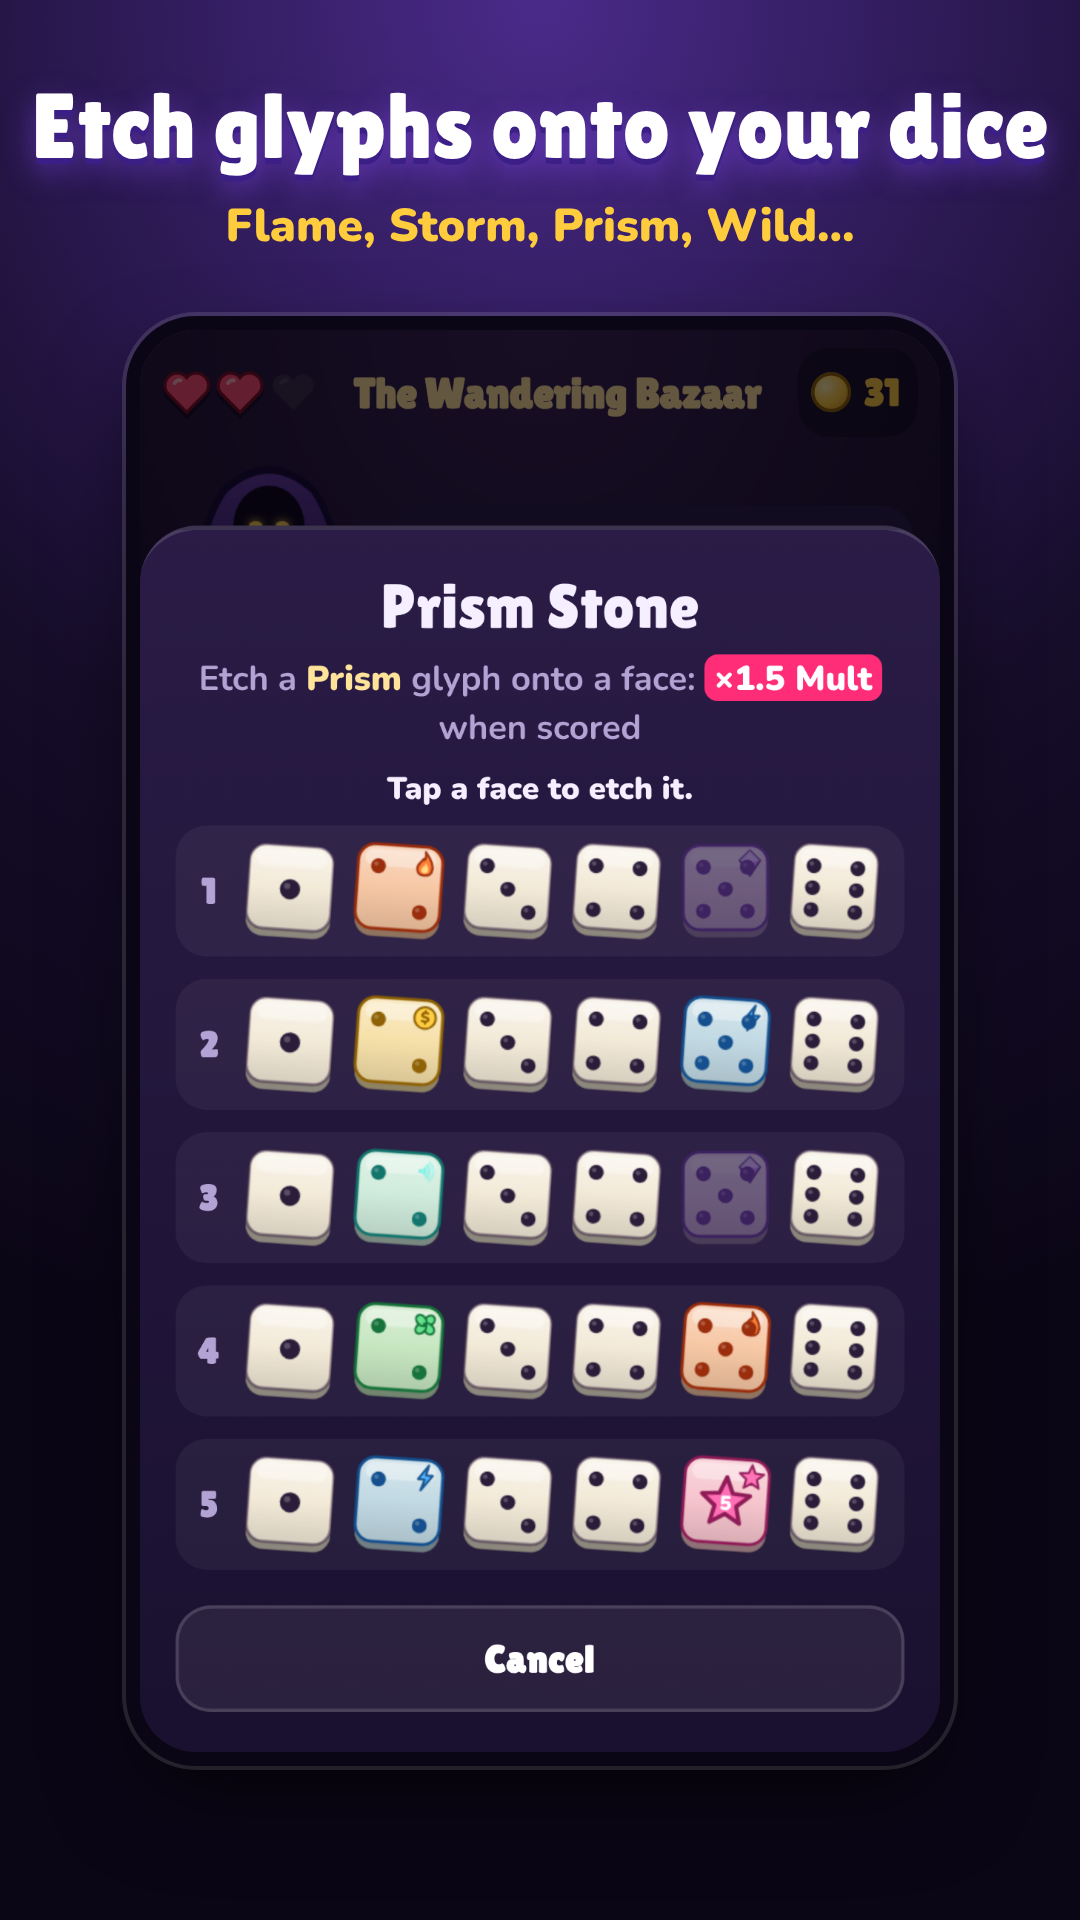 Etch glyphs onto your dice
Flame, Storm, Prism, Wild...
The Wandering Bazaar
31
Prism Stone
Etch a Prism glyph onto a face: ×1.5 Mult
when scored
Tap a face to etch it.
1
2
$
3
4
5
5
Cancel